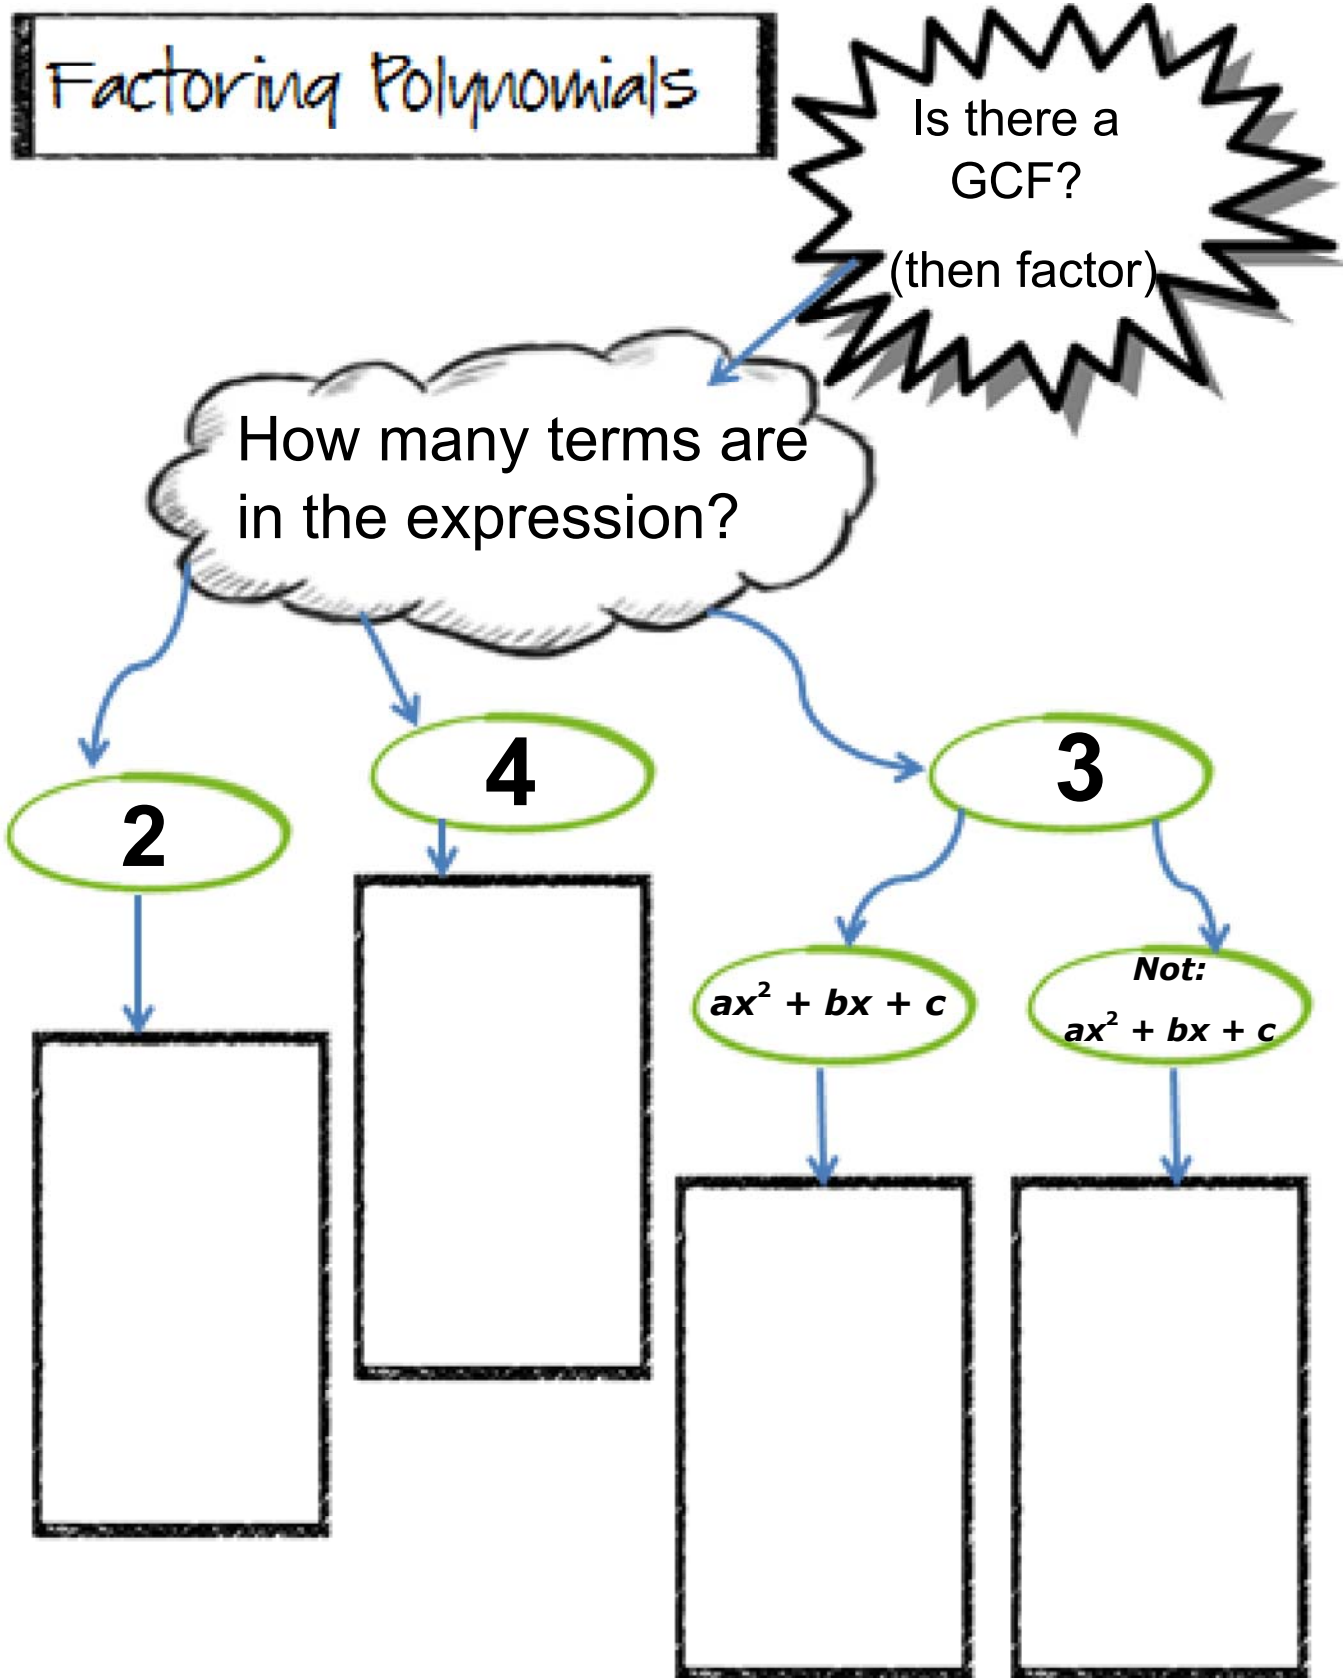 Factoring Polynomials
Is there a
GCF?
(then factor)
How many terms are
in the expression?
2
4
3
ax² + bx + c
Not:
ax² + bx + c